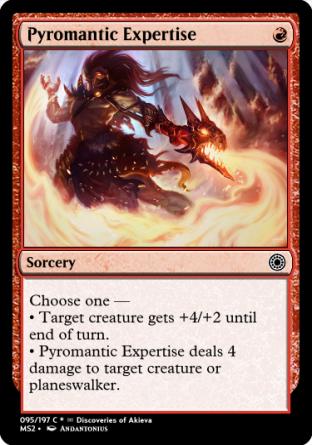 Pyromantic Expertise
Sorcery
Choose one —
• Target creature gets +4/+2 until
end of turn.
• Pyromantic Expertise deals 4
damage to target creature or
planeswalker.
095/197 C * — Discoveries of Akieva
MS2 • Andantonius